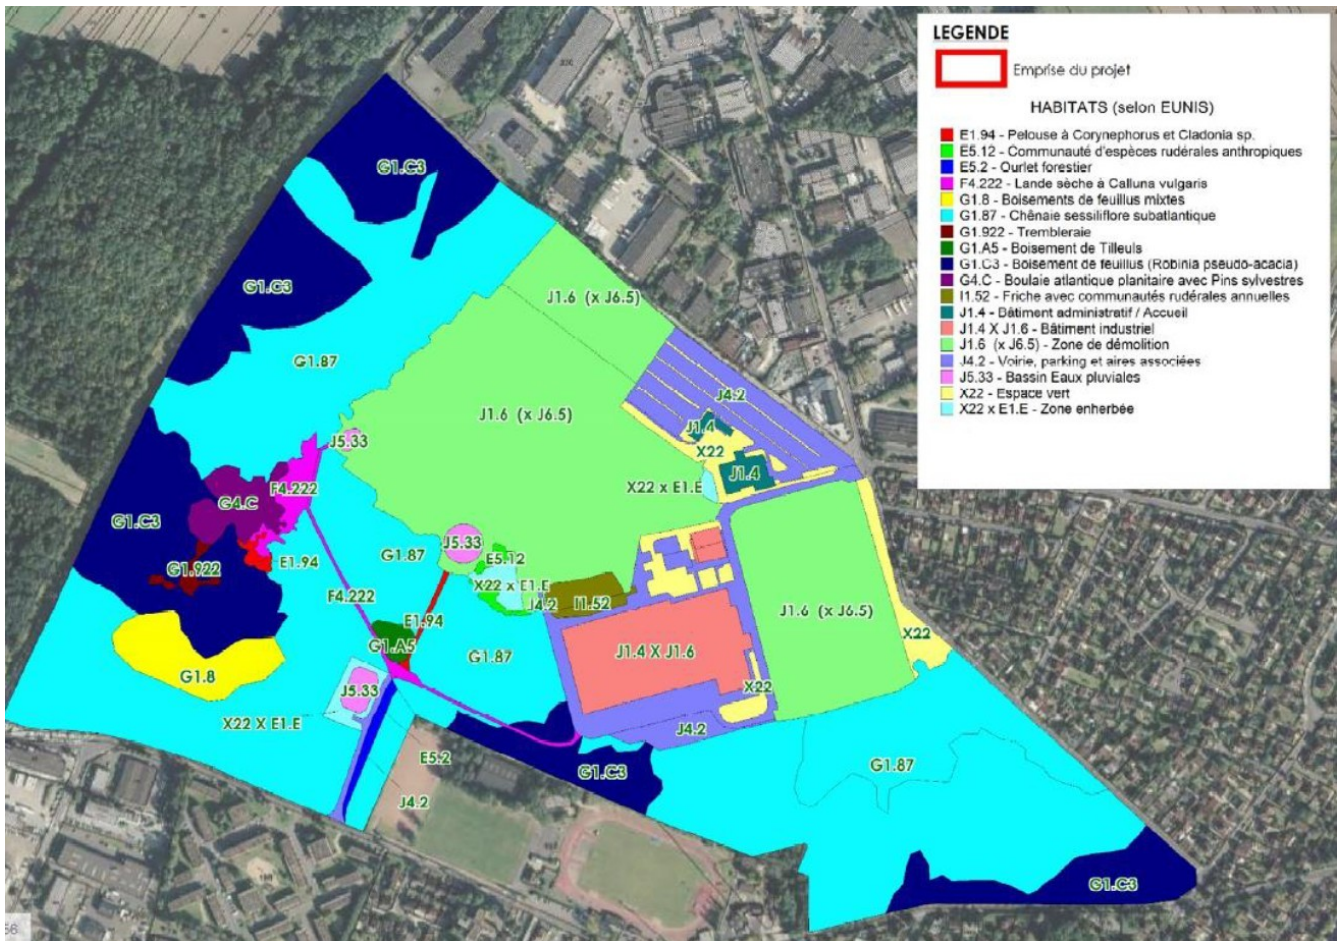 LEGENDE
Emprise du projet
HABITATS (selon EUNIS)
E1.94 - Pelouse à Corynephorus et Cladonia sp.
E5.12 - Communauté d'espèces rudérales anthropiques
E5.2 - Ourlet forestier
F4.222 - Lande sèche à Calluna vulgaris
G1.8 - Boisements de feuillus mixtes
G1.87 - Chênaie sessiliflore subatlantique
G1.922 - Trembleraie
G1.A5 - Boisement de Tilleuls
G1.C3 - Boisement de feuillus (Robinia pseudo-acacia)
G4.C - Boulaie atlantique planitaire avec Pins sylvestres
I1.52 - Friche avec communautés rudérales annuelles
J1.4 - Bâtiment administratif / Accueil
J1.4 X J1.6 - Bâtiment industriel
J1.6 (x J6.5) - Zone de démolition
J4.2 - Voirie, parking et aires associées
J5.33 - Bassin Eaux pluviales
X22 - Espace vert
X22 x E1.E - Zone enherbée
G1.C3
G1.C3
J1.6 (x J6.5)
G1.87
J4.2
J1.6 (x J6.5)
J1.4
J5.33
X22
J1.4
F4.222
X22 x E1.E
G4.C
G1.C3
J5.33
G1.87
E5.12
E1.94
G1.922
X22 x E1.E
F4.222
J4.2
I1.52
J1.6 (x J6.5)
E1.94
X22
G1.A5
G1.87
J1.4 X J1.6
G1.8
J5.33
X22
X22 X E1.E
J4.2
E5.2
G1.87
G1.C3
J4.2
G1.C3